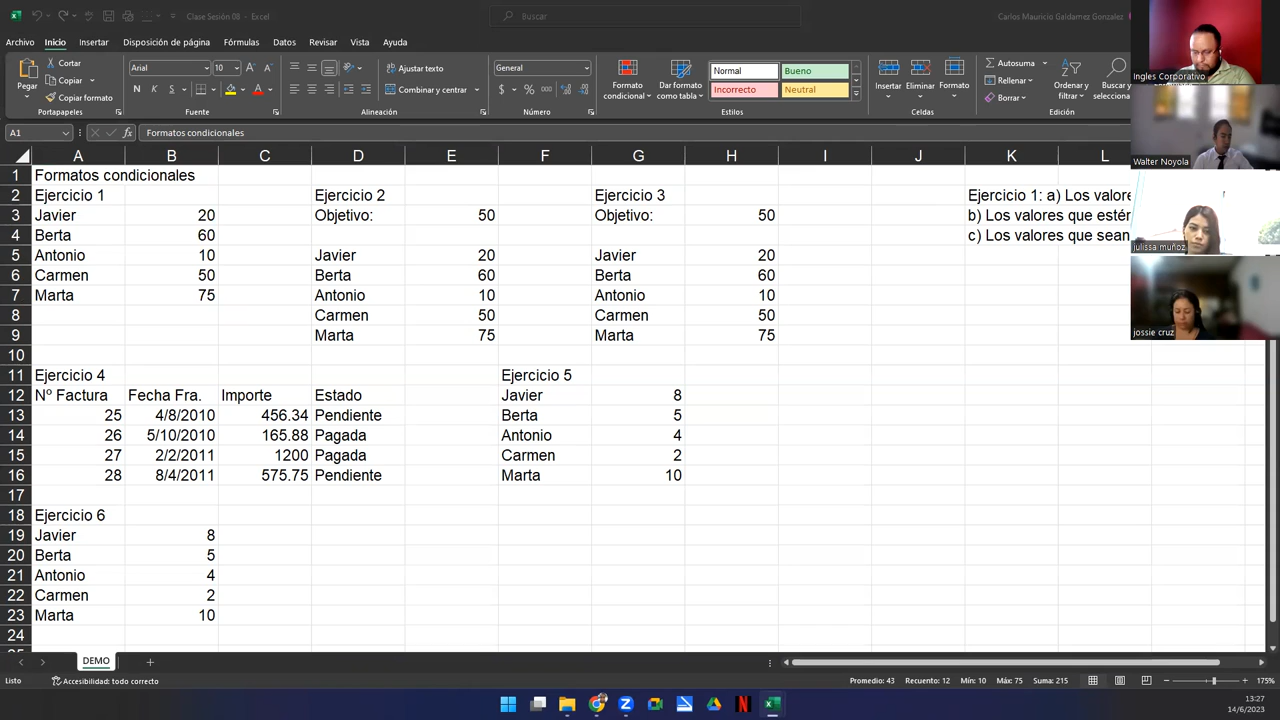 Clase Sesión 08 - Excel
Buscar
Carlos Mauricio Galdamez Gonzalez
Archivo Inicio Insertar Disposición de página Fórmulas Datos Revisar Vista Ayuda
Pegar
Cortar
Copiar
Copiar formato
Portapapeles
Arial 10
N K S
Fuente
Ajustar texto
Combinar y centrar
Alineación
General
Número
Formato condicional
Dar formato como tabla
Normal Bueno
Incorrecto Neutral
Estilos
Insertar Eliminar Formato
Celdas
Autosuma
Rellenar
Borrar
Ordenar y filtrar
Buscar y selecciona
Edición
A1 fx Formatos condicionales
A B C D E F G H I J K L
1 Formatos condicionales
2 Ejercicio 1 Ejercicio 2 Ejercicio 3 Ejercicio 1: a) Los valore
3 Javier 20 Objetivo: 50 Objetivo: 50 b) Los valores que estén
4 Berta 60 c) Los valores que sean
5 Antonio 10 Javier 20 Javier 20
6 Carmen 50 Berta 60 Berta 60
7 Marta 75 Antonio 10 Antonio 10
8 Carmen 50 Carmen 50
9 Marta 75 Marta 75
10
11 Ejercicio 4 Ejercicio 5
12 Nº Factura Fecha Fra. Importe Estado Javier 8
13 25 4/8/2010 456.34 Pendiente Berta 5
14 26 5/10/2010 165.88 Pagada Antonio 4
15 27 2/2/2011 1200 Pagada Carmen 2
16 28 8/4/2011 575.75 Pendiente Marta 10
17
18 Ejercicio 6
19 Javier 8
20 Berta 5
21 Antonio 4
22 Carmen 2
23 Marta 10
24
DEMO
Listo Accesibilidad: todo correcto Promedio: 43 Recuento: 12 Mín: 10 Máx: 75 Suma: 215 175%
13:27
14/6/2023
Ingles Corporativo
Walter Noyola
julissa muñoz
jossie cruz